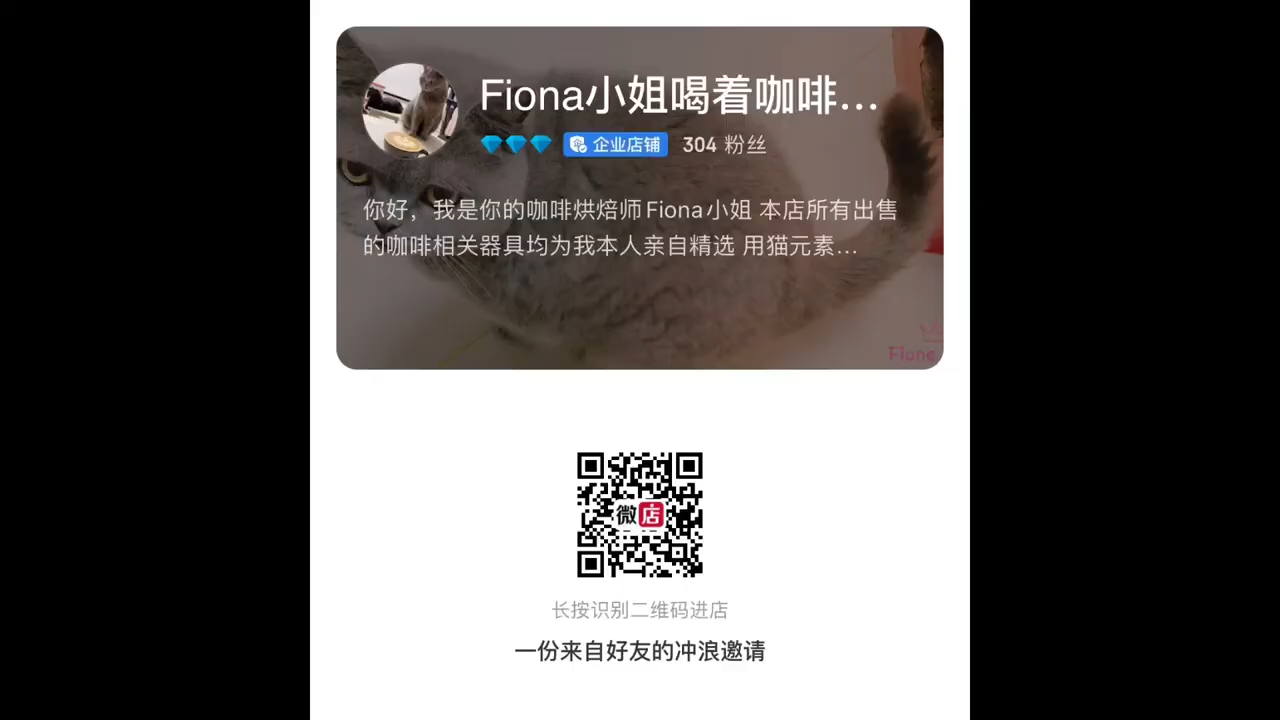 Fiona小姐喝着咖啡...
企业店铺 304 粉丝
你好，我是你的咖啡烘焙师Fiona小姐 本店所有出售
的咖啡相关器具均为我本人亲自精选 用猫元素...
微店
长按识别二维码进店
一份来自好友的冲浪邀请